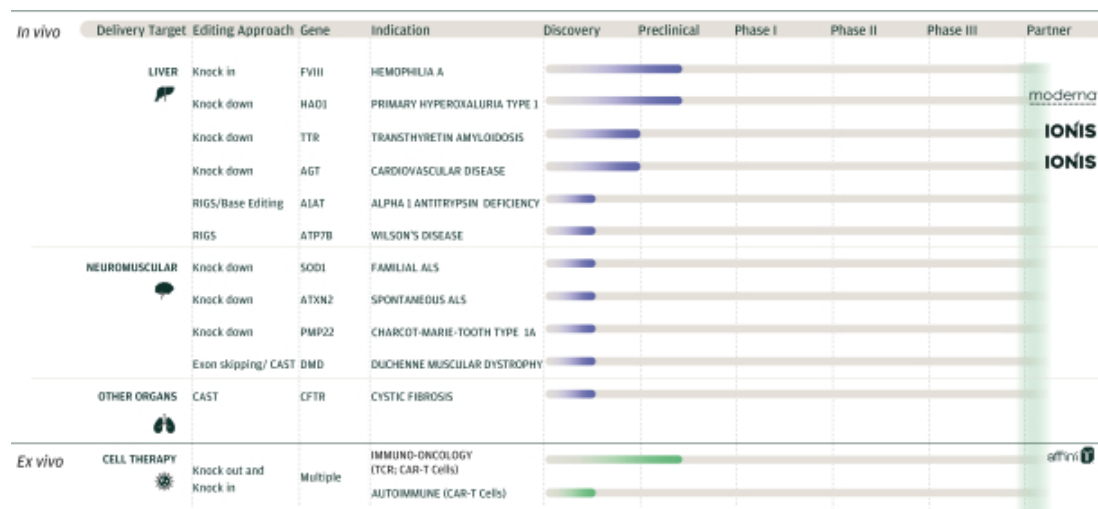 In vivo Delivery Target Editing Approach Gene Indication Discovery Preclinical Phase I Phase II Phase III Partner
LIVER Knock in FVIII HEMOPHILIA A
Knock down HAO1 PRIMARY HYPEROXALURIA TYPE 1 moderna
Knock down TTR TRANSTHYRETIN AMYLOIDOSIS IONIS
Knock down AGT CARDIOVASCULAR DISEASE IONIS
RIGS/Base Editing A1AT ALPHA 1 ANTITRYPSIN DEFICIENCY
RIGS ATP7B WILSON'S DISEASE
NEUROMUSCULAR Knock down SOD1 FAMILIAL ALS
Knock down ATXN2 SPONTANEOUS ALS
Knock down PMP22 CHARCOT-MARIE-TOOTH TYPE 1A
Exon skipping/ CAST DMD DUCHENNE MUSCULAR DYSTROPHY
OTHER ORGANS CAST CFTR CYSTIC FIBROSIS
Ex vivo CELL THERAPY Knock out and Knock in Multiple IMMUNO-ONCOLOGY
(TCR; CAR-T Cells) affini T
AUTOIMMUNE (CAR-T Cells)